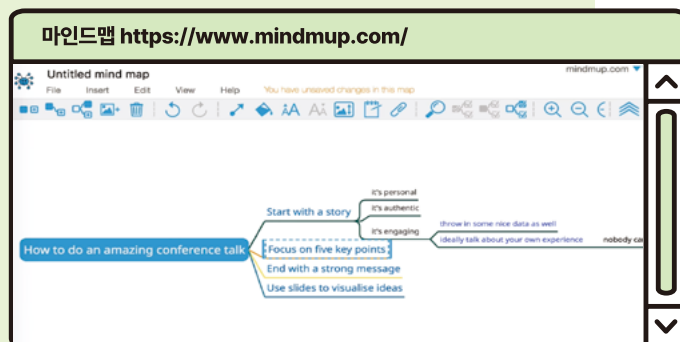 마인드맵 https://www.mindmup.com/
Untitled mind map
mindmup.com
File Insert Edit View Help You have unsaved changes in this map
it's personal
Start with a story
it's authentic
it's engaging
throw in some nice data as well
ideally talk about your own experience
nobody ca
How to do an amazing conference talk
Focus on five key points
End with a strong message
Use slides to visualise ideas